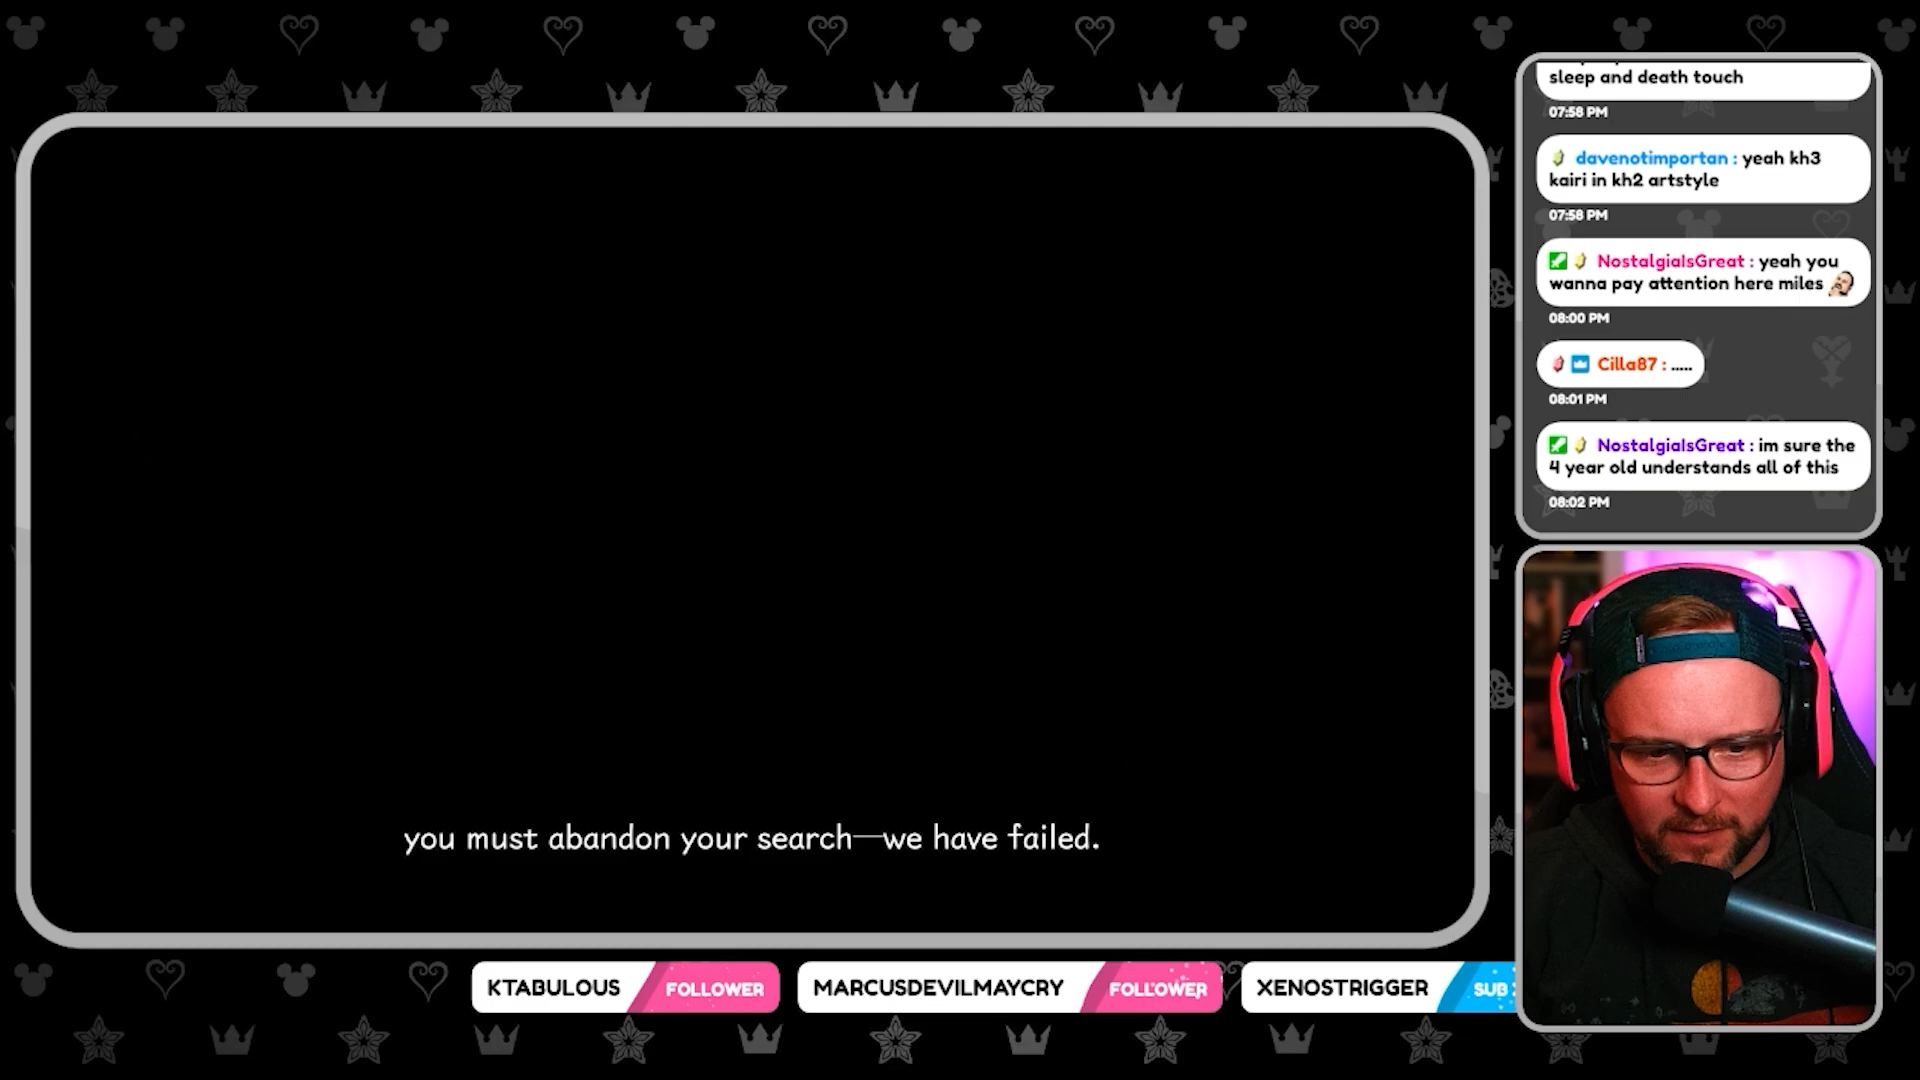 sleep and death touch
07:58 PM
davenotimportan : yeah kh3
kairi in kh2 artstyle
07:58 PM
NostalgiaIsGreat : yeah you
wanna pay attention here miles
08:00 PM
Cilla87 : .....
08:01 PM
NostalgiaIsGreat : im sure the
4 year old understands all of this
08:02 PM
you must abandon your search—we have failed.
KTABULOUS FOLLOWER MARCUSDEVILMAYCRY FOLLOWER XENOSTRIGGER SUB